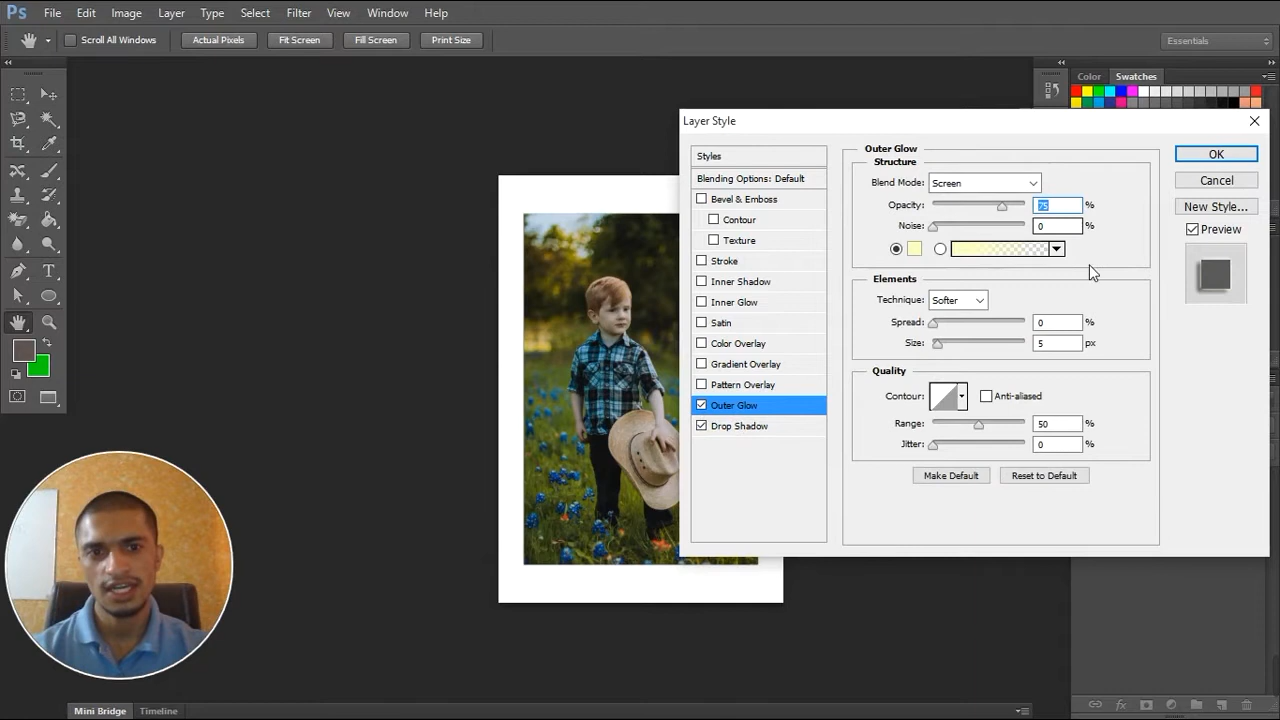 Ps File Edit Image Layer Type Select Filter View Window Help
Scroll All Windows Actual Pixels Fit Screen Fill Screen Print Size Essentials
Color Swatches
Layer Style
Styles
Blending Options: Default
Bevel & Emboss
Contour
Texture
Stroke
Inner Shadow
Inner Glow
Satin
Color Overlay
Gradient Overlay
Pattern Overlay
Outer Glow
Drop Shadow
Outer Glow
Structure
Blend Mode: Screen
Opacity: 75 %
Noise: 0 %
Elements
Technique: Softer
Spread: 0 %
Size: 5 px
Quality
Contour: Anti-aliased
Range: 50 %
Jitter: 0 %
Make Default Reset to Default
OK
Cancel
New Style...
Preview
Mini Bridge Timeline